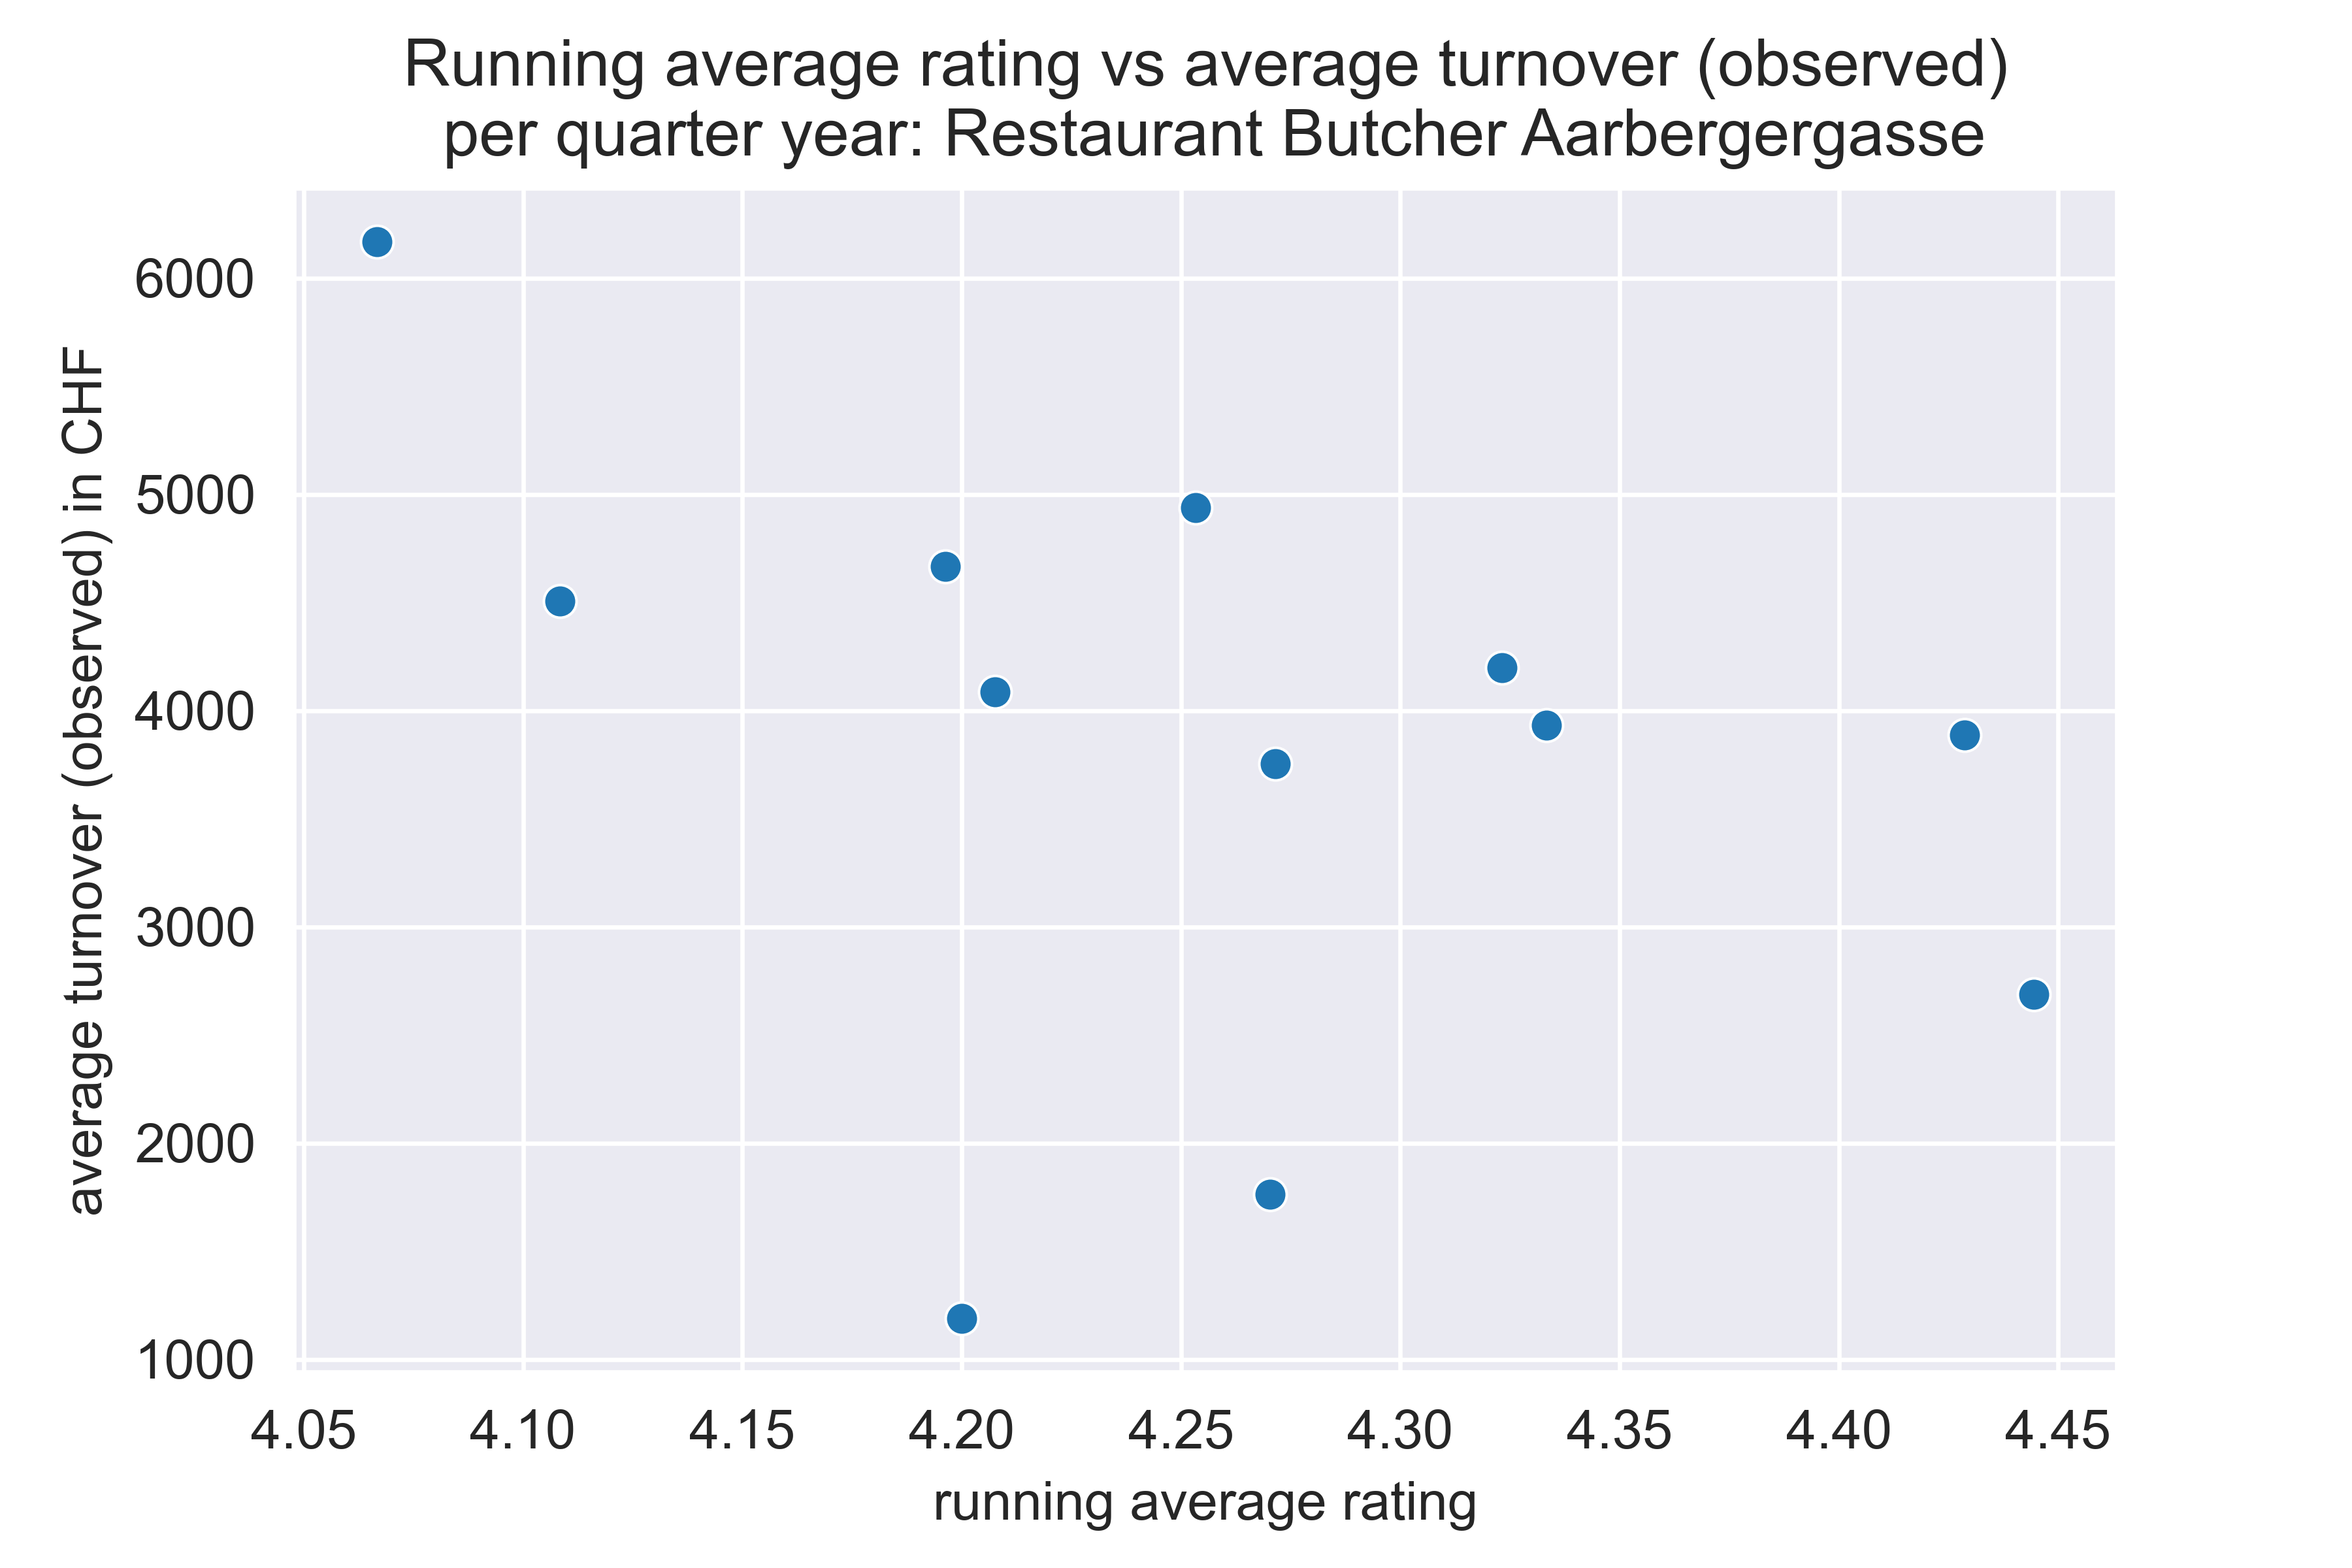 Running average rating vs average turnover (observed)
per quarter year: Restaurant Butcher Aarbergergasse
average turnover (observed) in CHF
6000
5000
4000
3000
2000
1000
4.05 4.10 4.15 4.20 4.25 4.30 4.35 4.40 4.45
running average rating